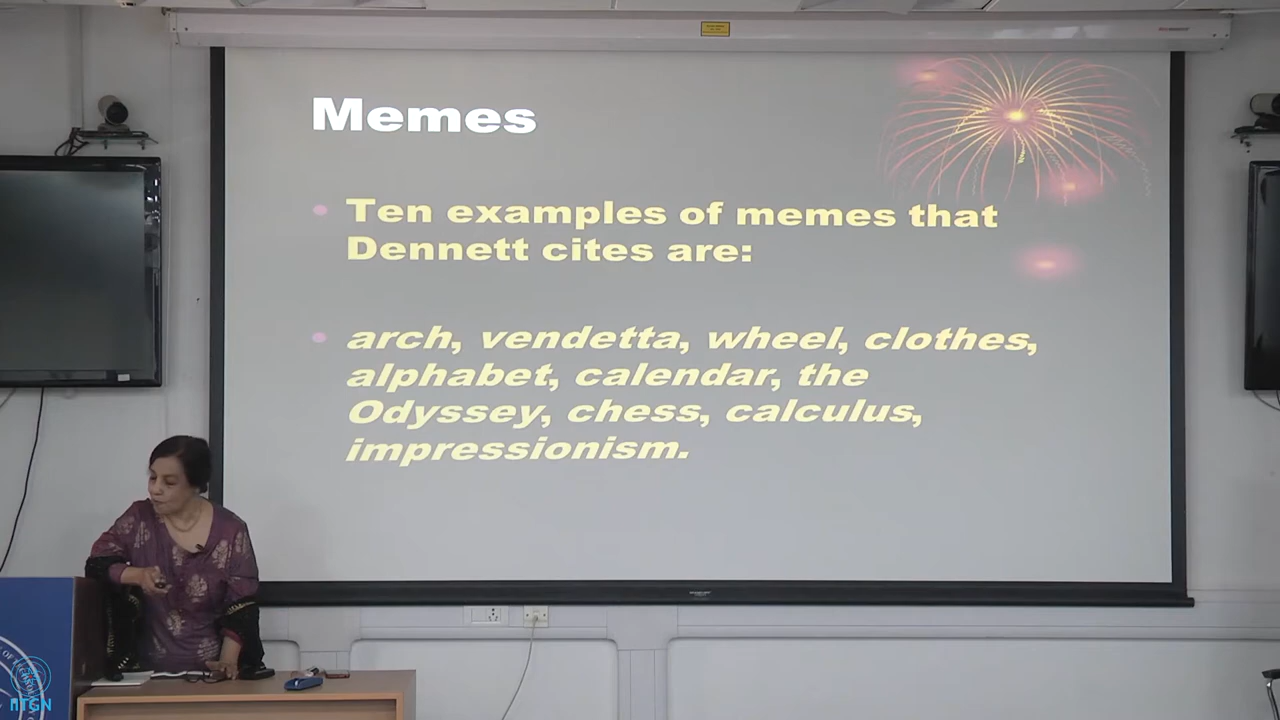 Memes
• Ten examples of memes that
Dennett cites are:
• arch, vendetta, wheel, clothes,
alphabet, calendar, the
Odyssey, chess, calculus,
impressionism.
IITGN